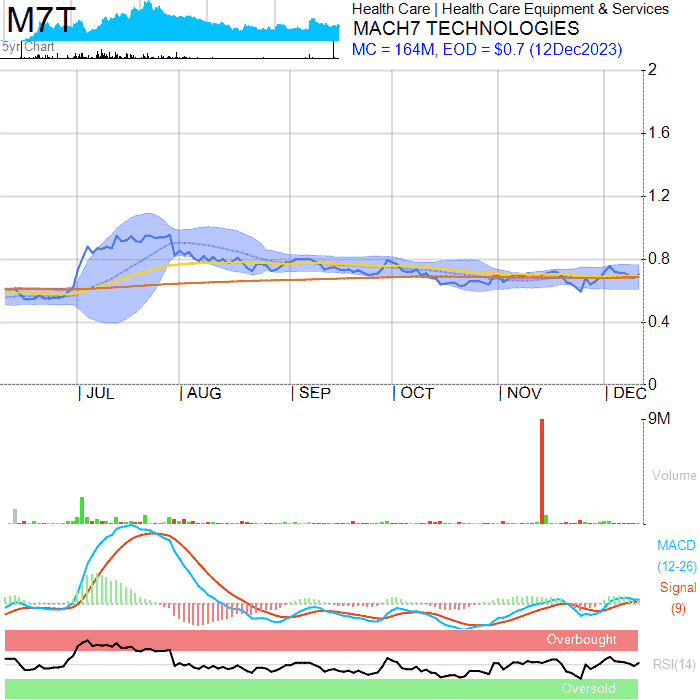 M7T
5yr Chart
Health Care | Health Care Equipment & Services
MACH7 TECHNOLOGIES
MC = 164M, EOD = $0.7 (12Dec2023)
2
1.6
1.2
0.8
0.4
0
| JUL | AUG | SEP | OCT | NOV | DEC
9M
Volume
MACD
(12-26)
Signal
(9)
Overbought
RSI(14)
Oversold